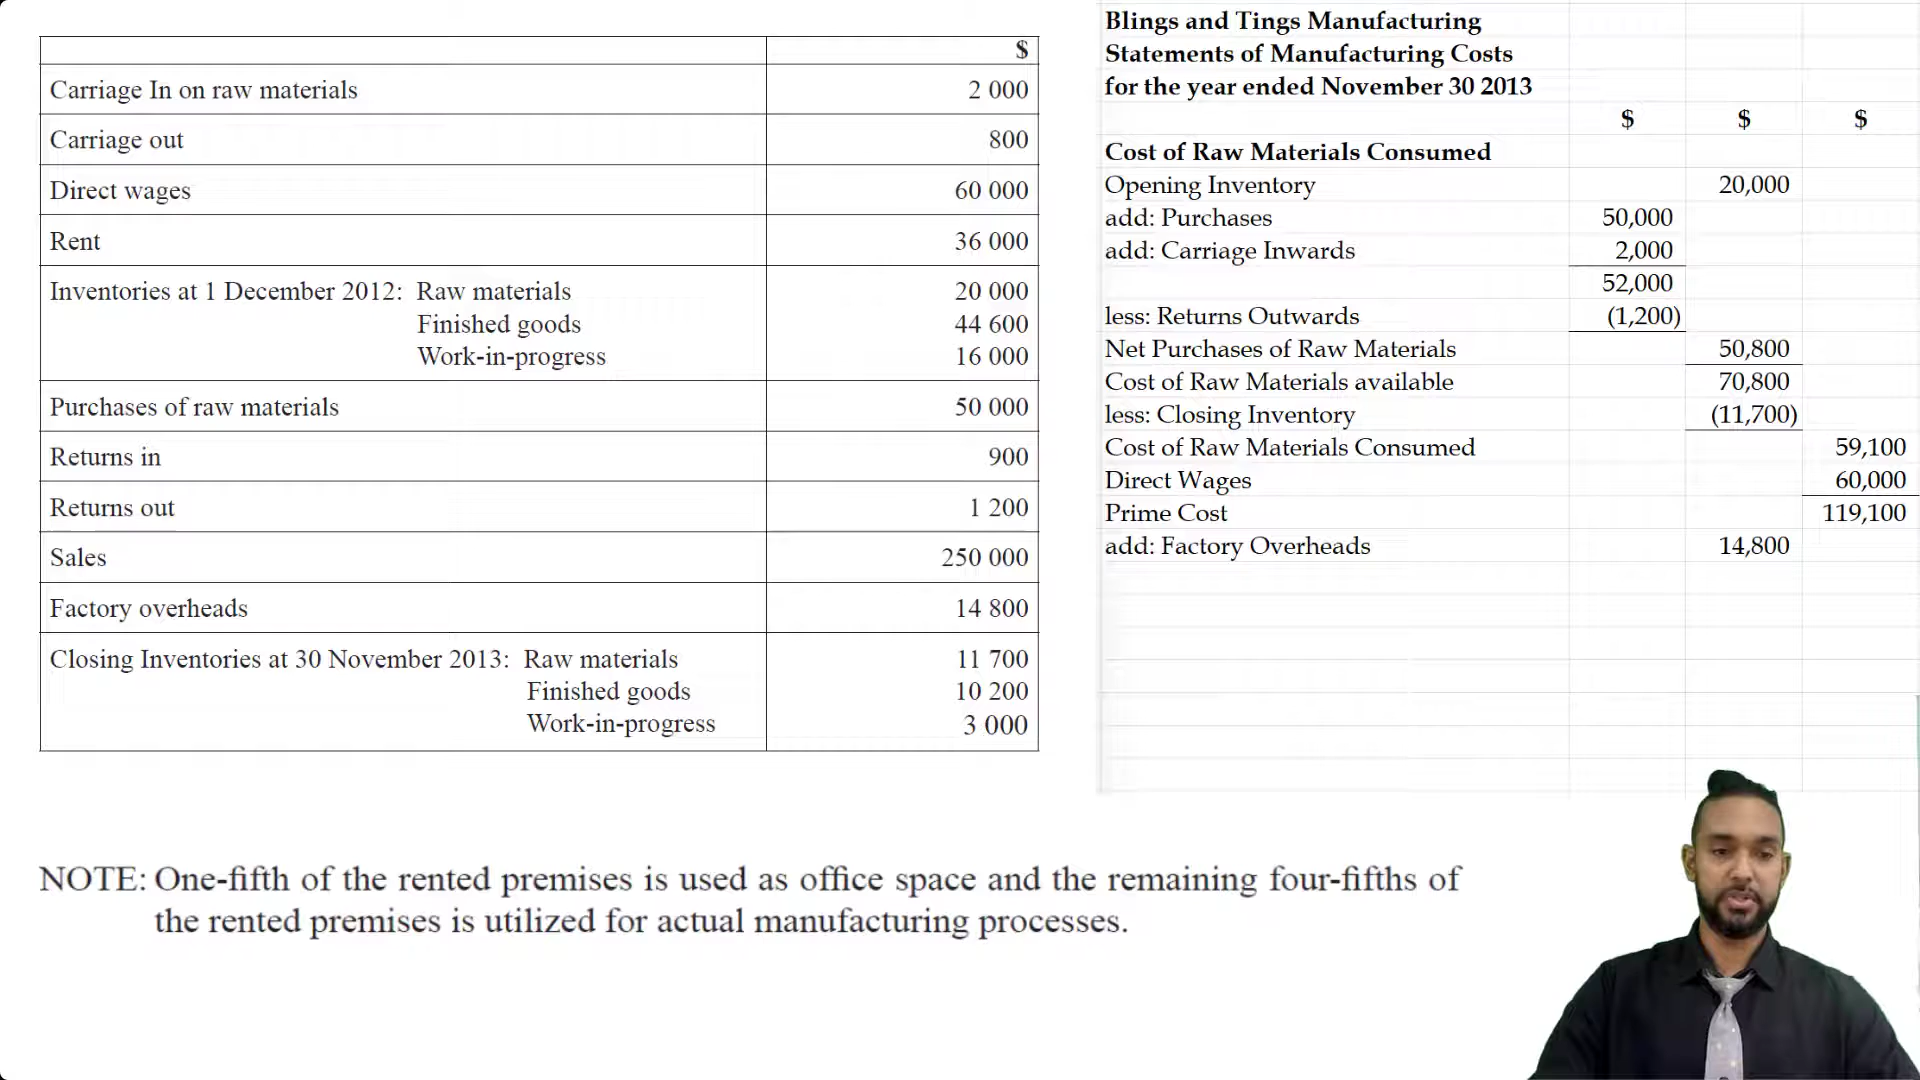 $
Carriage In on raw materials 2 000
Carriage out 800
Direct wages 60 000
Rent 36 000
Inventories at 1 December 2012: Raw materials 20 000
Finished goods 44 600
Work-in-progress 16 000
Purchases of raw materials 50 000
Returns in 900
Returns out 1 200
Sales 250 000
Factory overheads 14 800
Closing Inventories at 30 November 2013: Raw materials 11 700
Finished goods 10 200
Work-in-progress 3 000
NOTE: One-fifth of the rented premises is used as office space and the remaining four-fifths of
the rented premises is utilized for actual manufacturing processes.
Blings and Tings Manufacturing
Statements of Manufacturing Costs
for the year ended November 30 2013
$ $ $
Cost of Raw Materials Consumed
Opening Inventory 20,000
add: Purchases 50,000
add: Carriage Inwards 2,000
52,000
less: Returns Outwards (1,200)
Net Purchases of Raw Materials 50,800
Cost of Raw Materials available 70,800
less: Closing Inventory (11,700)
Cost of Raw Materials Consumed 59,100
Direct Wages 60,000
Prime Cost 119,100
add: Factory Overheads 14,800